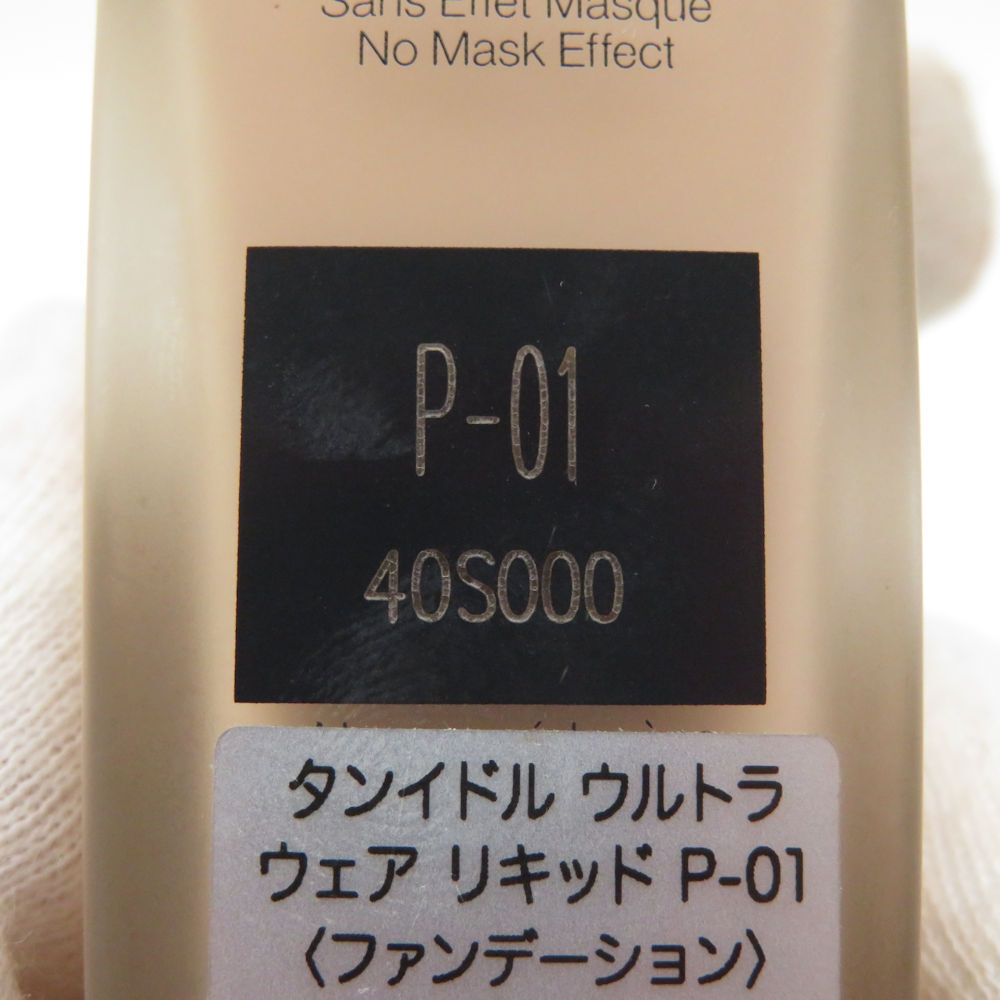 Sans Effet Masque
No Mask Effect
P-01
40S000
タンイドル ウルトラ
ウェア リキッド P-01
〈ファンデーション〉